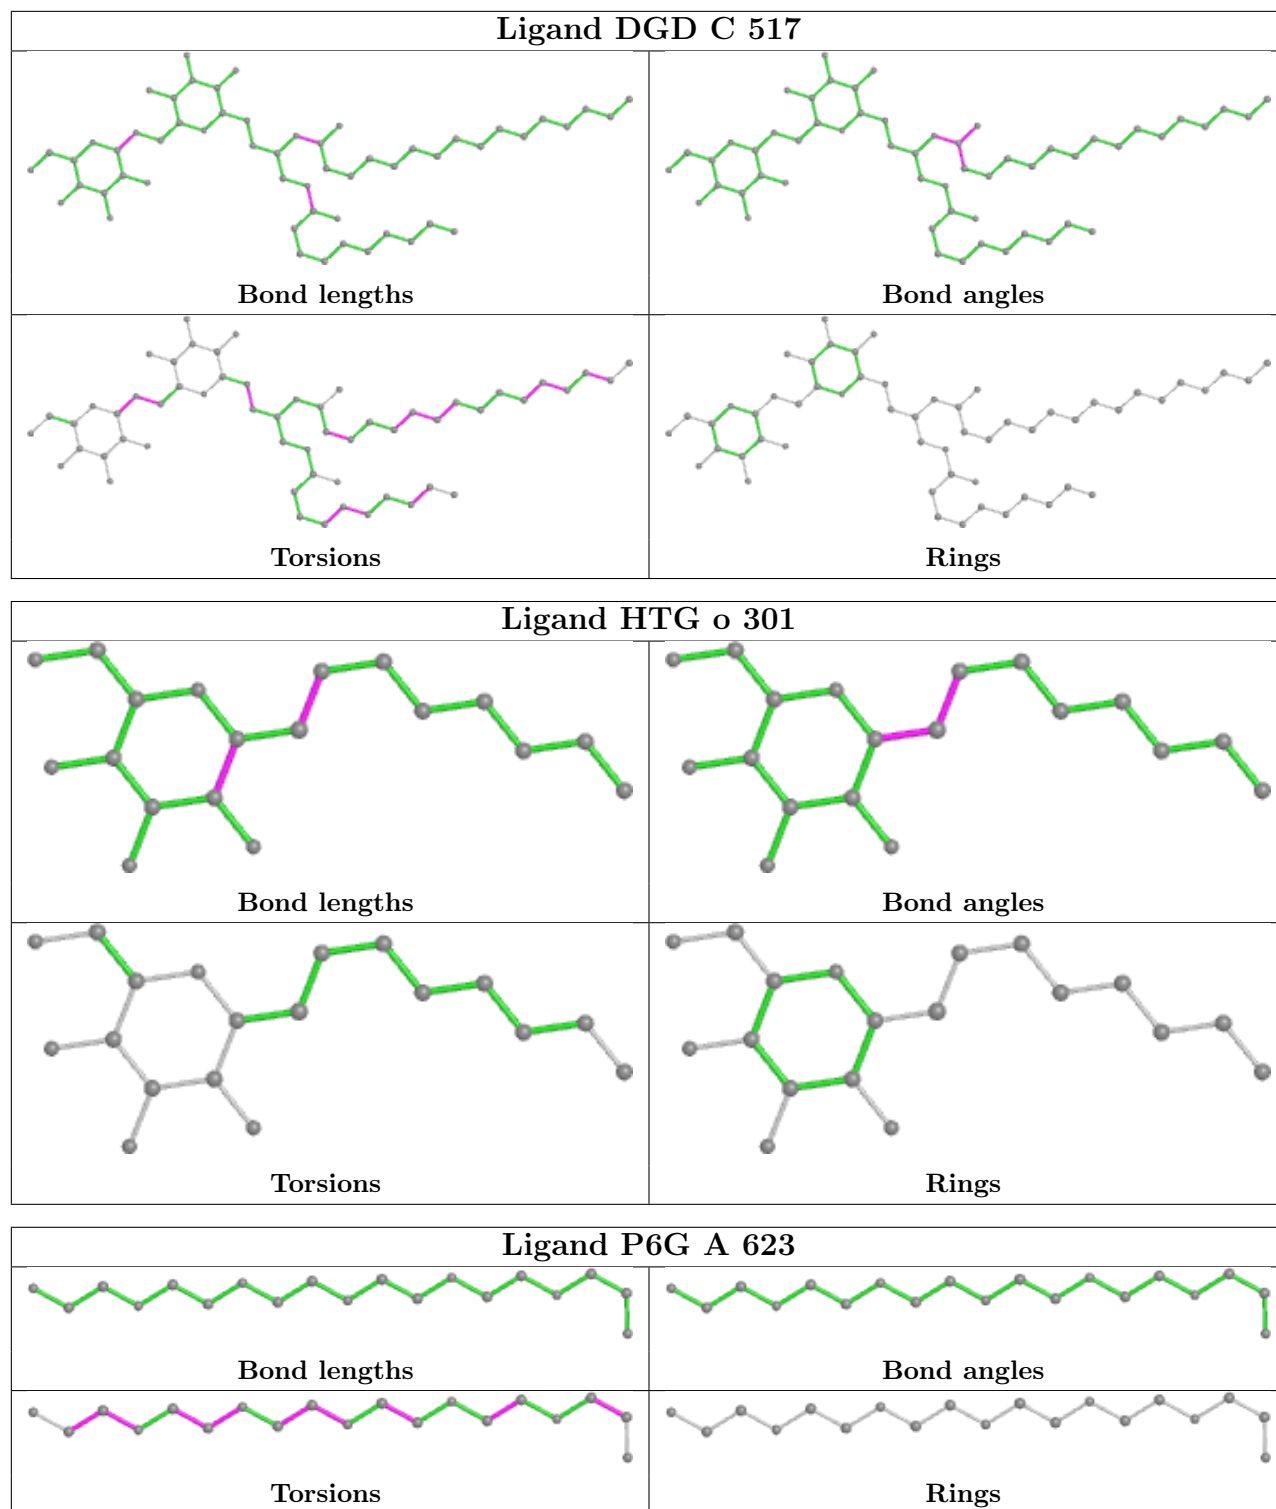 Ligand DGD C 517
Bond lengths
Bond angles
Torsions
Rings
Ligand HTG o 301
Bond lengths
Bond angles
Torsions
Rings
Ligand P6G A 623
Bond lengths
Bond angles
Torsions
Rings